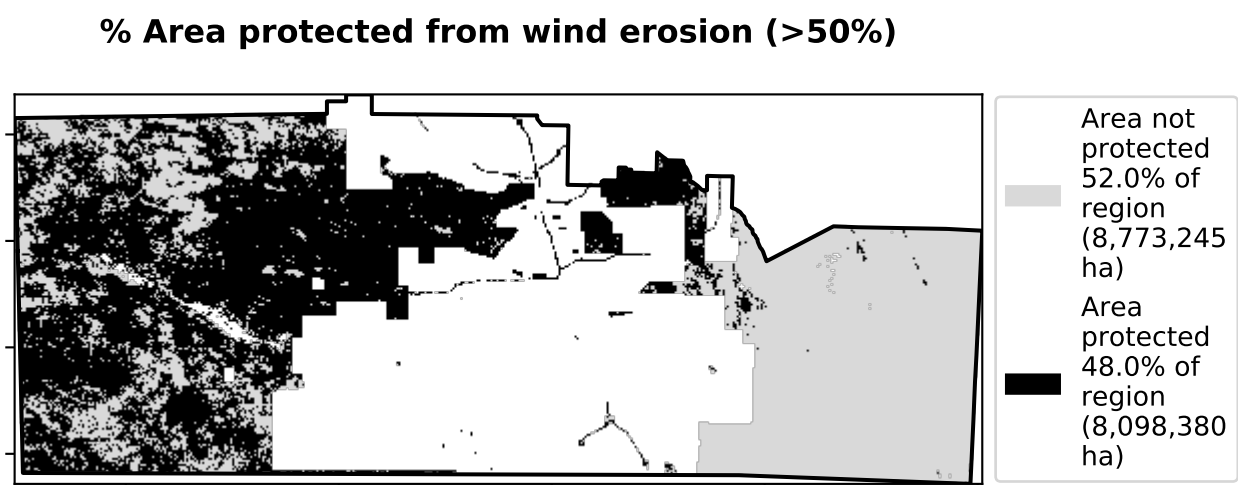 % Area protected from wind erosion (>50%)
Area not
protected
52.0% of
region
(8,773,245
ha)
Area
protected
48.0% of
region
(8,098,380
ha)